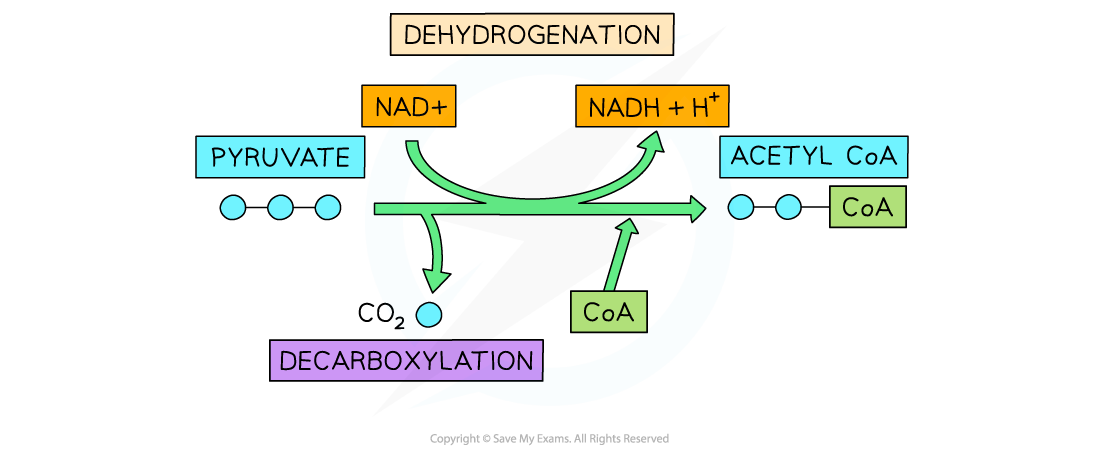 DEHYDROGENATION
NAD+
NADH + H⁺
PYRUVATE
ACETYL CoA
CoA
CO₂
CoA
DECARBOXYLATION
Copyright © Save My Exams. All Rights Reserved